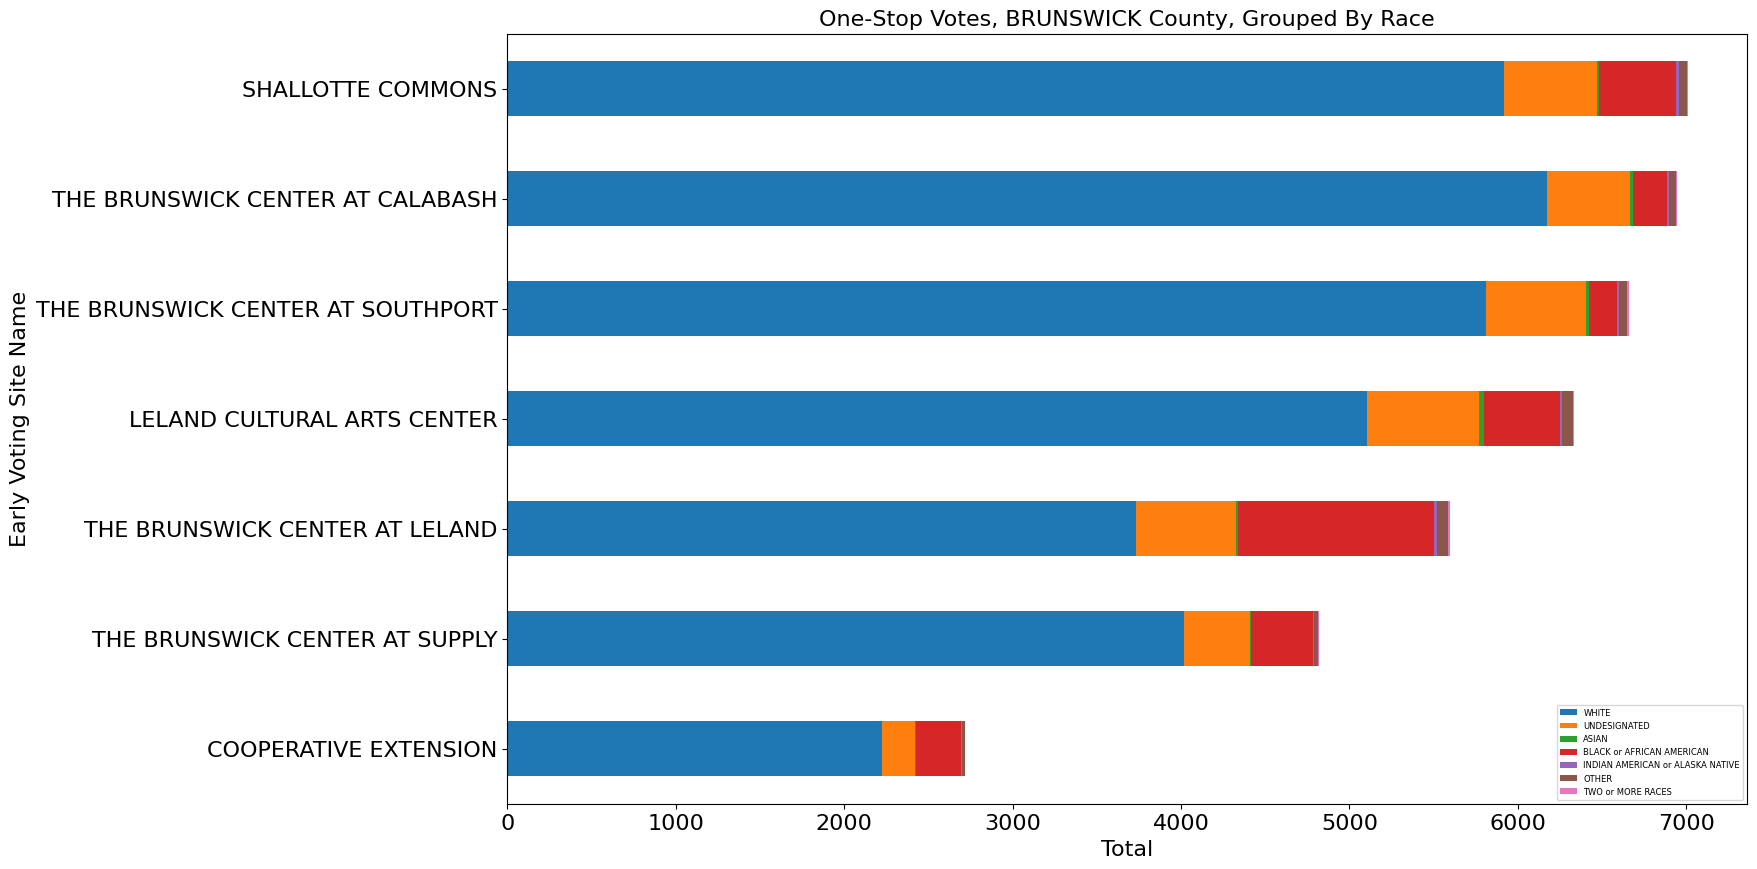 One-Stop Votes, BRUNSWICK County, Grouped By Race
Early Voting Site Name
SHALLOTTE COMMONS
THE BRUNSWICK CENTER AT CALABASH
THE BRUNSWICK CENTER AT SOUTHPORT
LELAND CULTURAL ARTS CENTER
THE BRUNSWICK CENTER AT LELAND
THE BRUNSWICK CENTER AT SUPPLY
COOPERATIVE EXTENSION
WHITE
UNDESIGNATED
ASIAN
BLACK or AFRICAN AMERICAN
INDIAN AMERICAN or ALASKA NATIVE
OTHER
TWO or MORE RACES
0 1000 2000 3000 4000 5000 6000 7000
Total